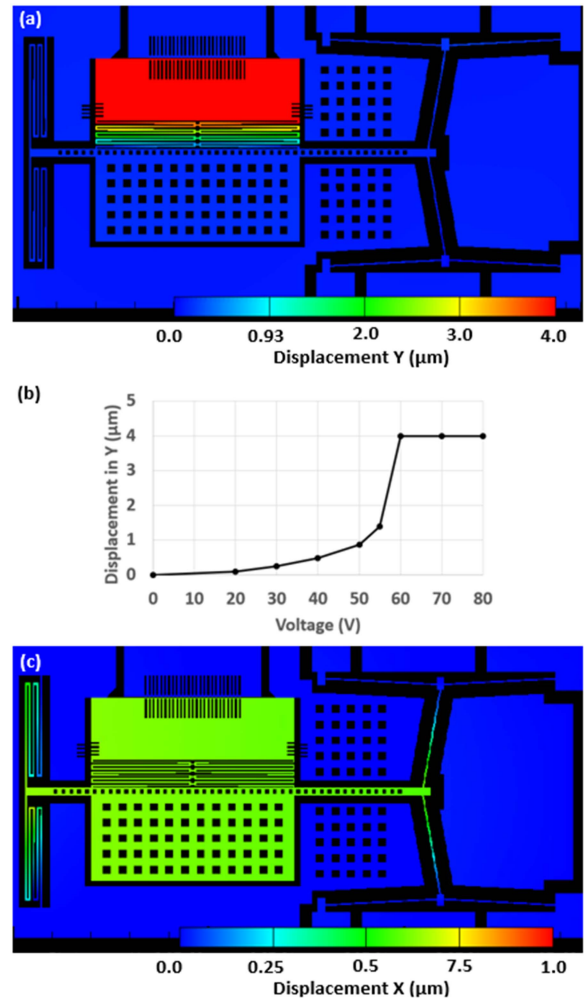 (a)
0.0 0.93 2.0 3.0 4.0
Displacement Y (μm)
(b)
Displacement in Y (μm)
5
4
3
2
1
0
0 10 20 30 40 50 60 70 80
Voltage (V)
(c)
0.0 0.25 0.5 7.5 1.0
Displacement X (μm)